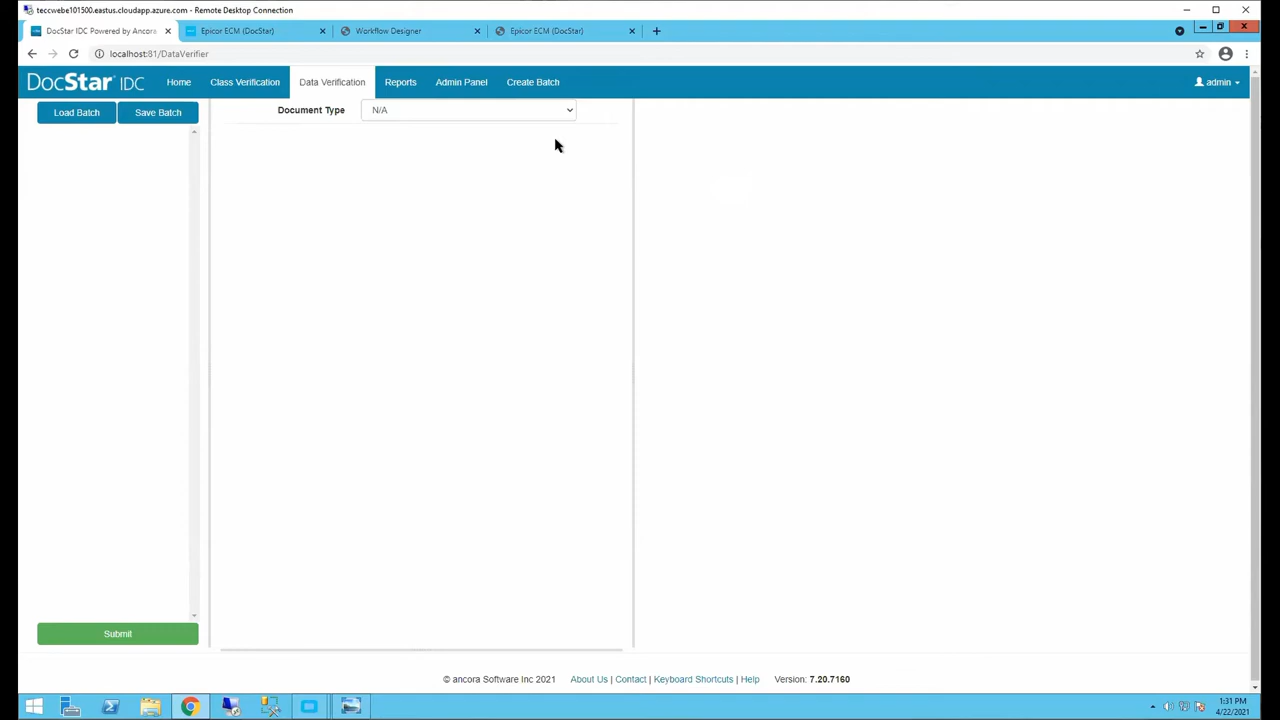 teccwebe101500.eastus.cloudapp.azure.com - Remote Desktop Connection
DocStar IDC Powered by Ancora
Epicor ECM (DocStar)
Workflow Designer
Epicor ECM (DocStar)
localhost:81/DataVerifier
DocStar IDC
Home
Class Verification
Data Verification
Reports
Admin Panel
Create Batch
admin
Load Batch
Save Batch
Document Type
N/A
Submit
© ancora Software Inc 2021
About Us | Contact | Keyboard Shortcuts | Help
Version: 7.20.7160
1:31 PM
4/22/2021